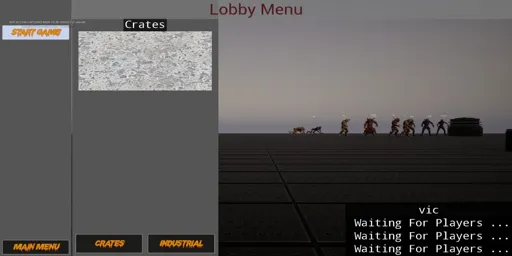 Lobby Menu
START GAME
Crates
MAIN MENU
CRATES
INDUSTRIAL
vic
Waiting For Players ...
Waiting For Players ...
Waiting For Players ...